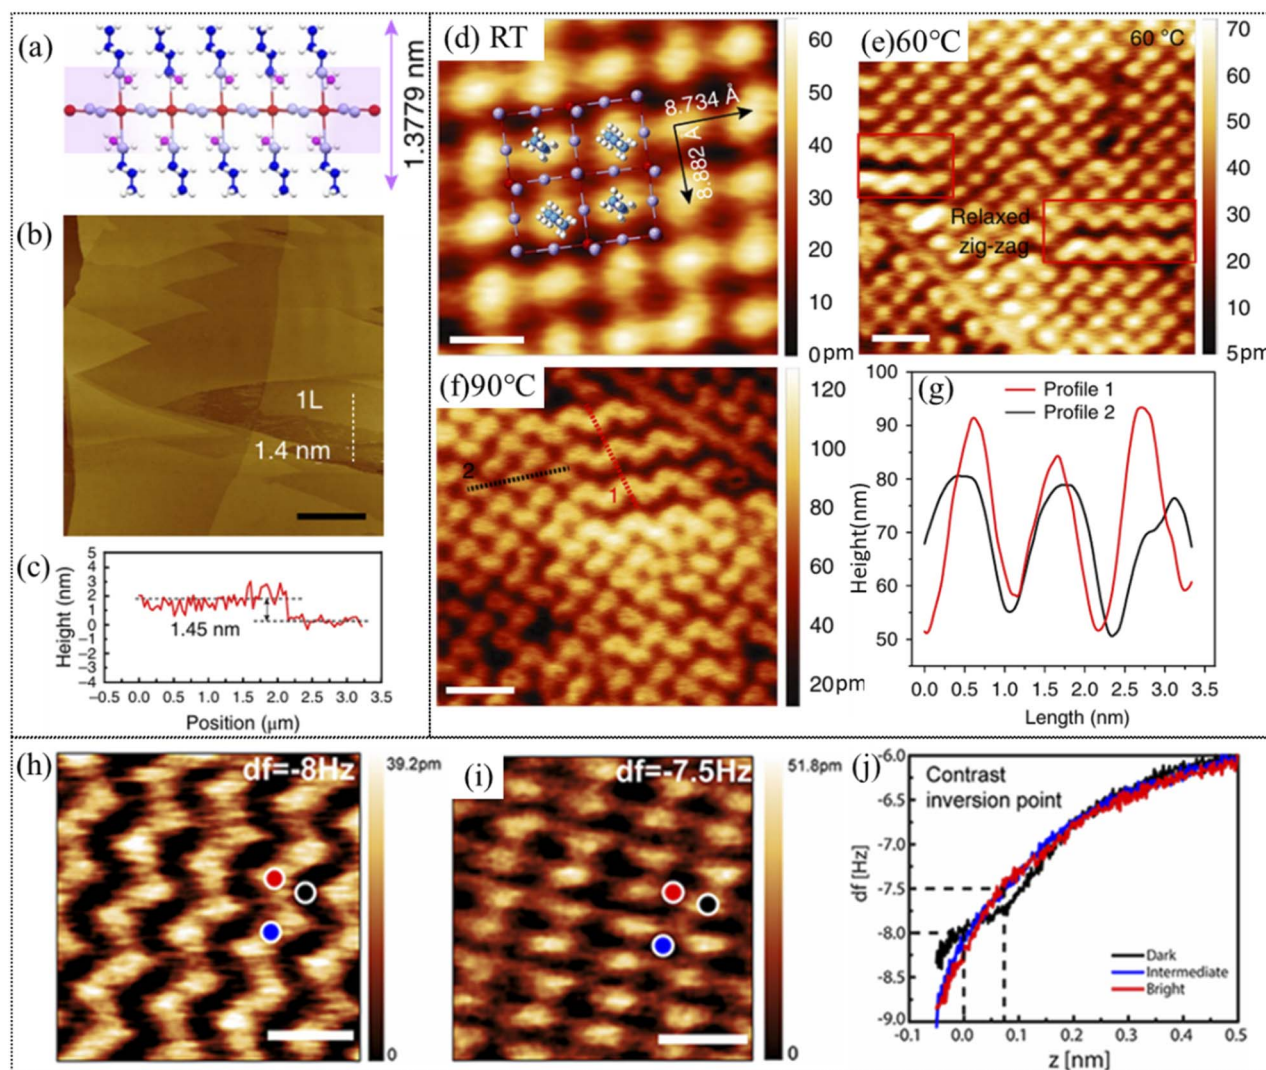 (a)
1.3779 nm
(b)
1L
1.4 nm
(c)
5
4
3
2
1
0
−1
−2
−3
−4
Height (nm)
1.45 nm
−0.5 0.0 0.5 1.0 1.5 2.0 2.5 3.0 3.5
Position (μm)
(d) RT
8.734 Å
8.882 Å
60
50
40
30
20
10
0pm
(e)60℃
60 °C
Relaxed
zig-zag
70
60
50
40
30
20
10
5pm
(f)90℃
2
1
120
100
80
60
40
20pm
(g)
Profile 1
Profile 2
100
90
80
70
60
50
Height(nm)
0.0 0.5 1.0 1.5 2.0 2.5 3.0 3.5
Length (nm)
(h)
df=-8Hz
39.2pm
0
(i)
df=-7.5Hz
51.8pm
0
(j)
Contrast
inversion point
-6.0
-6.5
-7.0
-7.5
-8.0
-8.5
-9.0
df [Hz]
Dark
Intermediate
Bright
-0.1 0.0 0.1 0.2 0.3 0.4 0.5
z [nm]